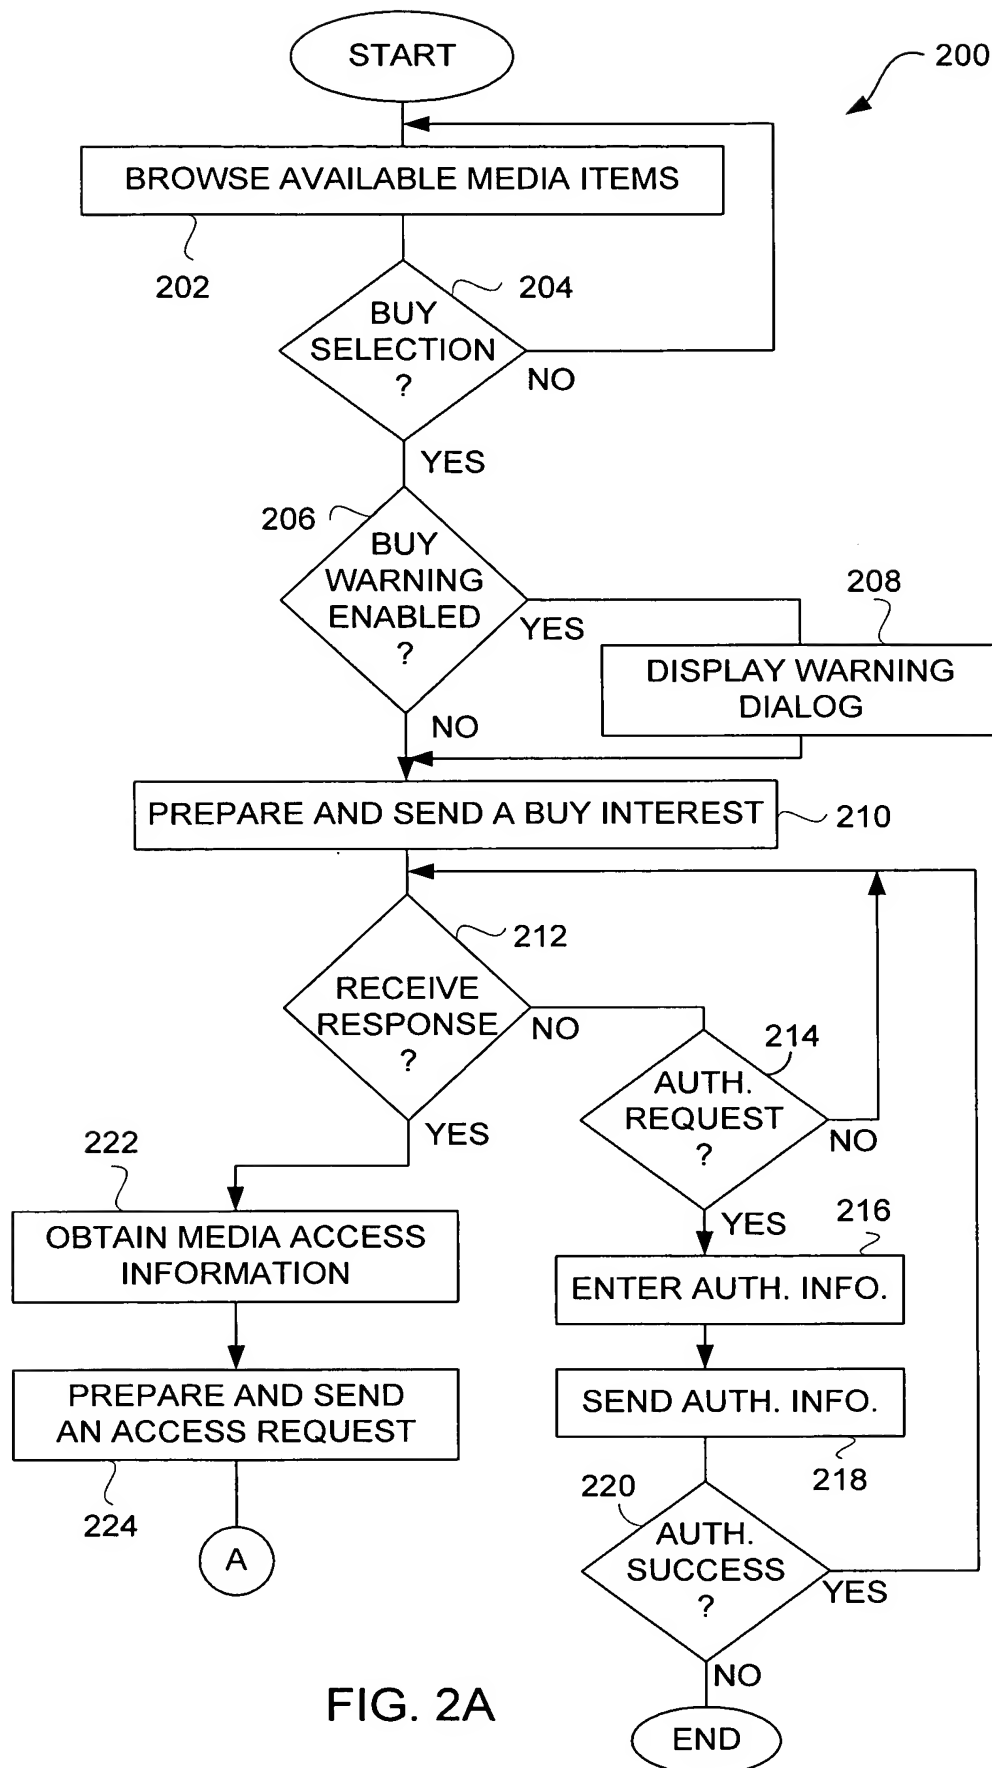 START
200
BROWSE AVAILABLE MEDIA ITEMS
202
204
BUY
SELECTION
?
NO
YES
206
BUY
WARNING
ENABLED
?
YES
208
DISPLAY WARNING
DIALOG
NO
PREPARE AND SEND A BUY INTEREST
210
212
RECEIVE
RESPONSE
?
NO
214
AUTH.
REQUEST
?
NO
YES
YES
222
OBTAIN MEDIA ACCESS
INFORMATION
216
ENTER AUTH. INFO.
PREPARE AND SEND
AN ACCESS REQUEST
224
SEND AUTH. INFO.
218
220
AUTH.
SUCCESS
?
YES
A
NO
END
FIG. 2A